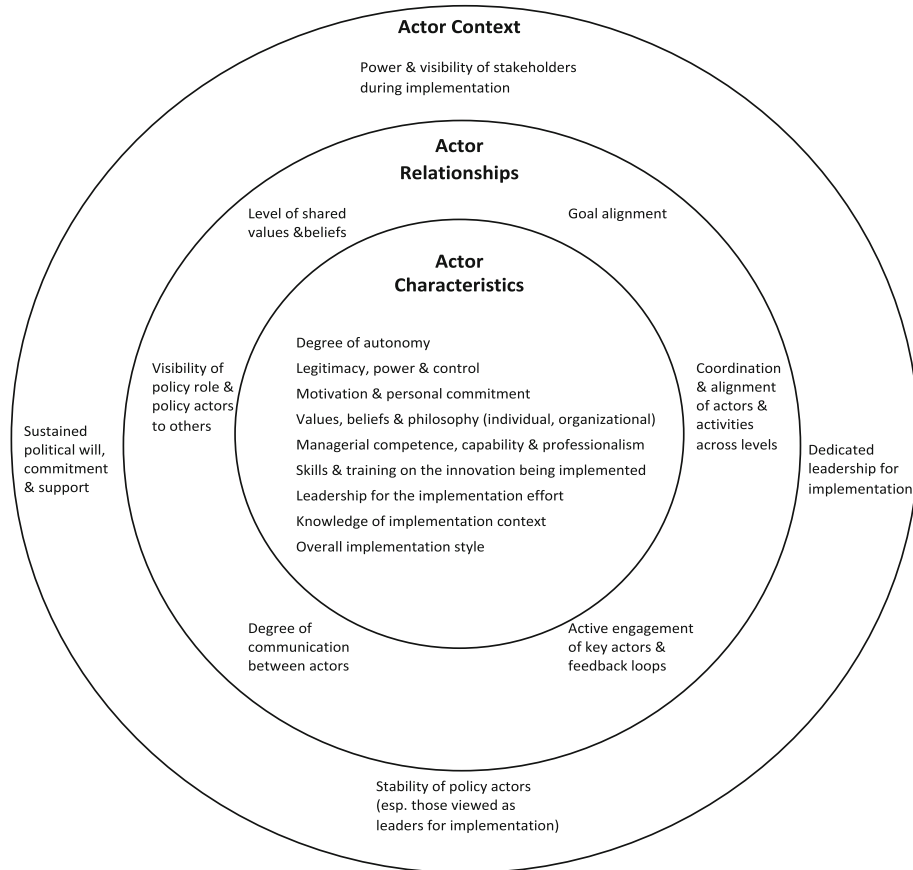 Actor Context
Power & visibility of stakeholders
during implementation
Actor
Relationships
Level of shared
values &beliefs
Goal alignment
Actor
Characteristics
Degree of autonomy
Legitimacy, power & control
Motivation & personal commitment
Values, beliefs & philosophy (individual, organizational)
Managerial competence, capability & professionalism
Skills & training on the innovation being implemented
Leadership for the implementation effort
Knowledge of implementation context
Overall implementation style
Visibility of
policy role &
policy actors
to others
Coordination
& alignment
of actors &
activities
across levels
Sustained
political will,
commitment
& support
Dedicated
leadership for
implementation
Degree of
communication
between actors
Active engagement
of key actors &
feedback loops
Stability of policy actors
(esp. those viewed as
leaders for implementation)